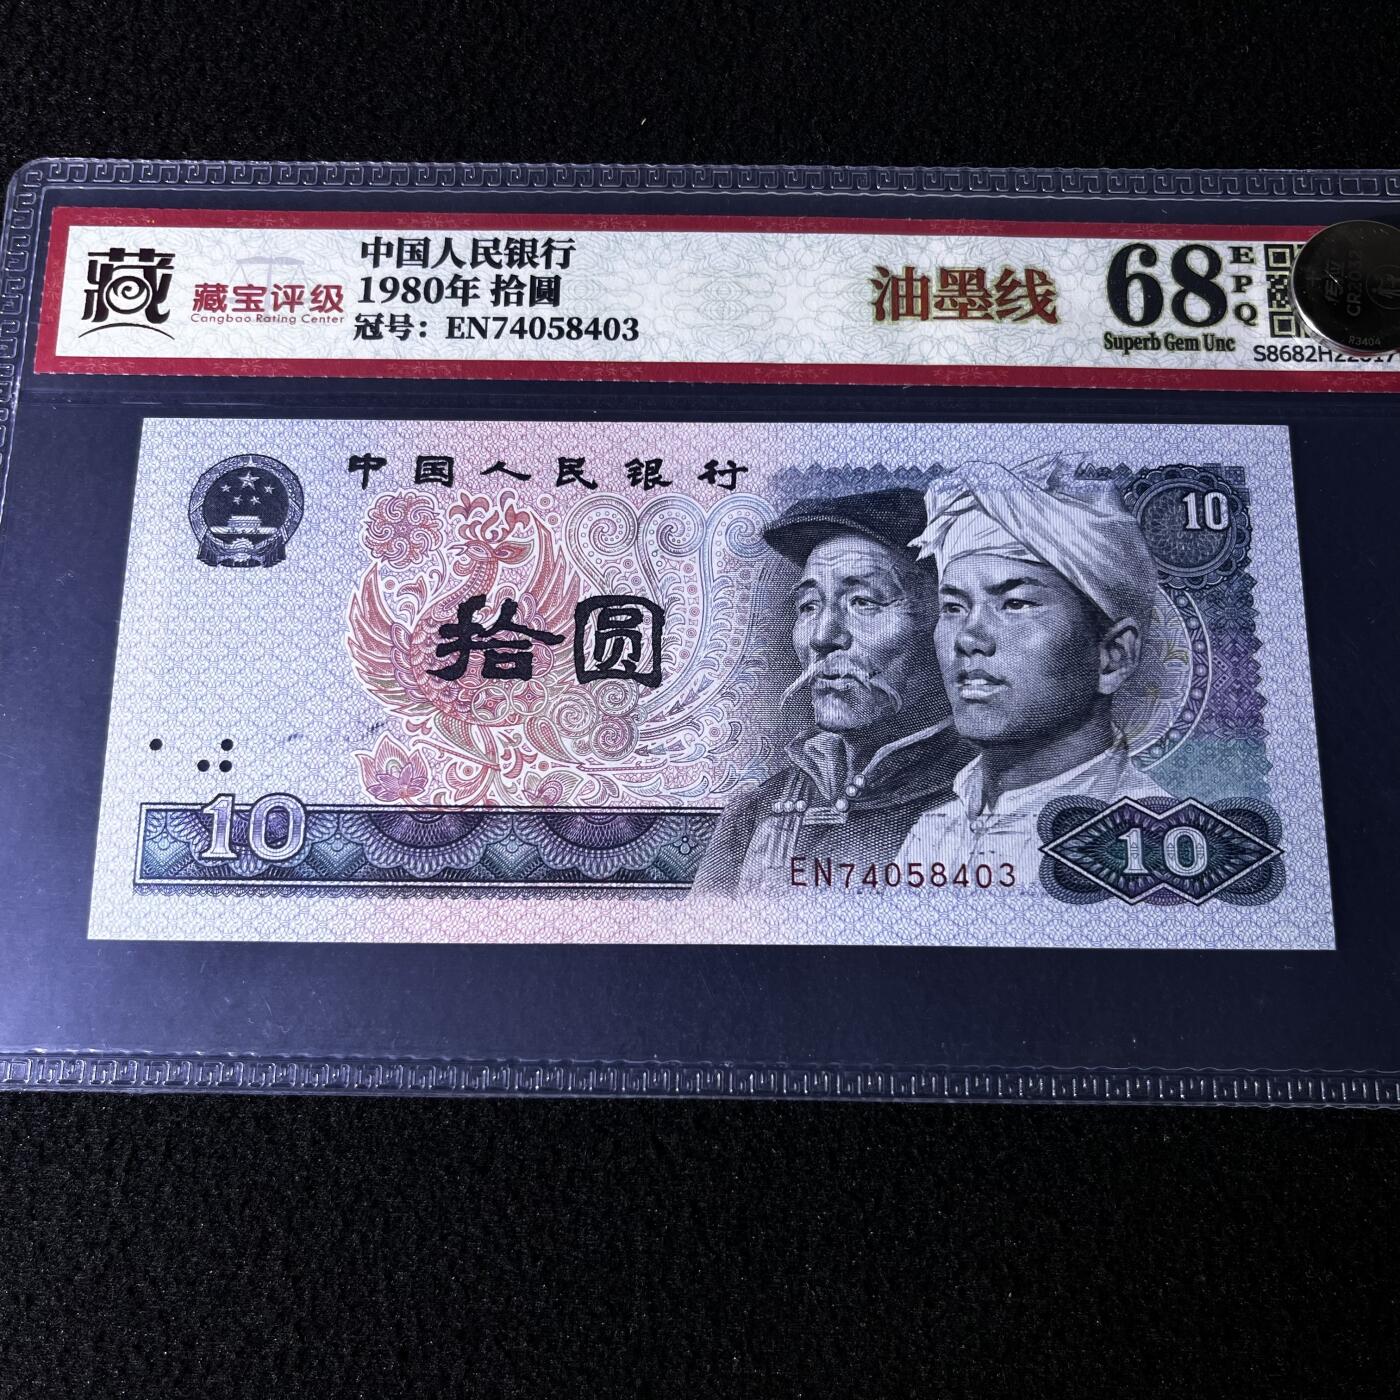 藏
藏宝评级
Cangbao Rating Center
中国人民银行
1980年 拾圆
冠号：EN74058403
油墨线
68
EPQ
Superb Gem Unc
中国人民银行
10
拾圆
10
EN74058403
10
CR2032
R3404